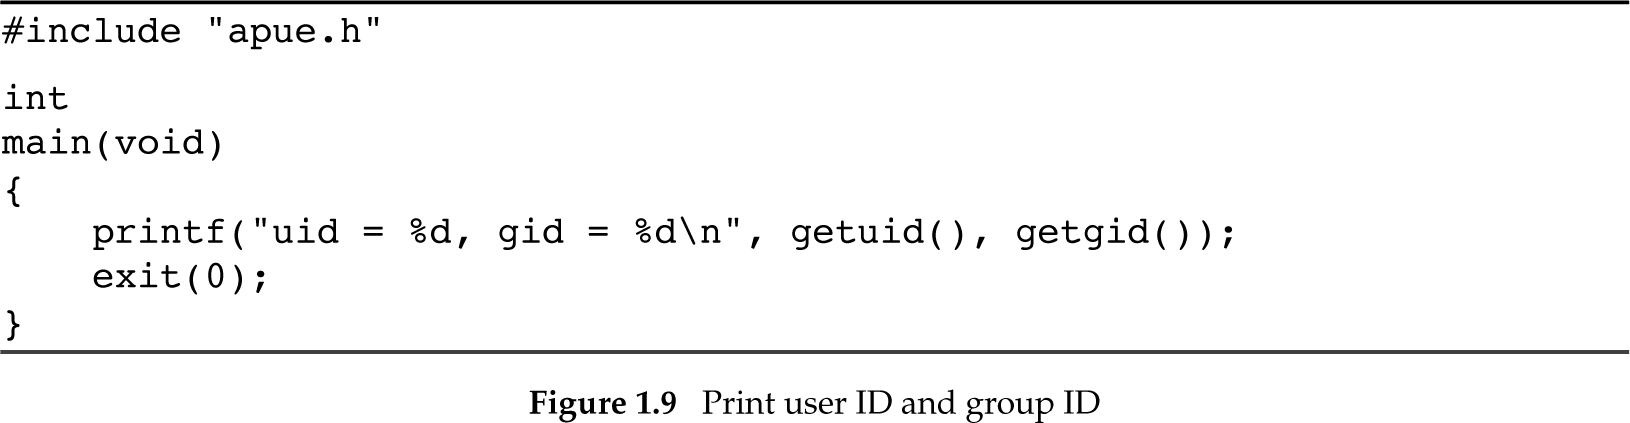 #include "apue.h"
int
main(void)
{
    printf("uid = %d, gid = %d\n", getuid(), getgid());
    exit(0);
}
Figure 1.9 Print user ID and group ID